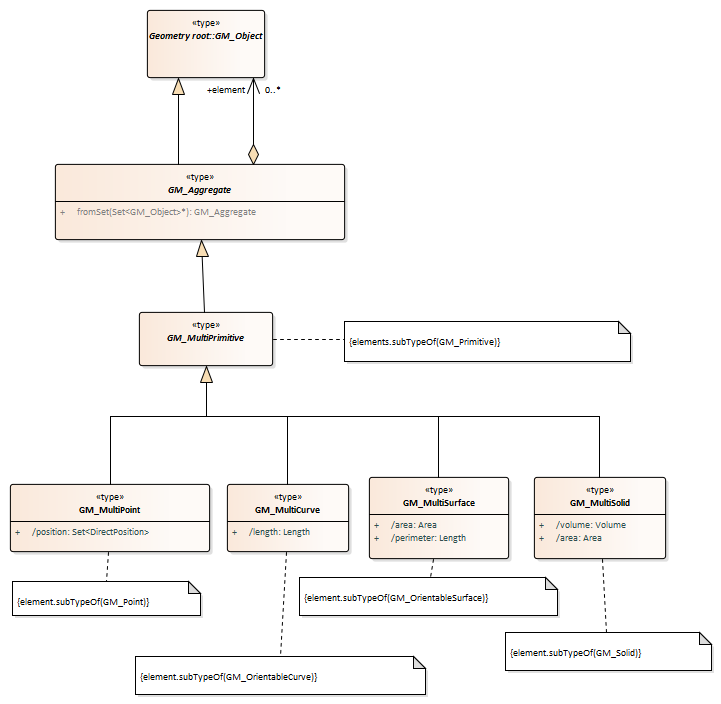 «type»
Geometry root::GM_Object
+element
0..*
«type»
GM_Aggregate
+ fromSet(Set<GM_Object>*): GM_Aggregate
«type»
GM_MultiPrimitive
{elements.subTypeOf(GM_Primitive)}
«type»
GM_MultiPoint
+ /position: Set<DirectPosition>
«type»
GM_MultiCurve
+ /length: Length
«type»
GM_MultiSurface
+ /area: Area
+ /perimeter: Length
«type»
GM_MultiSolid
+ /volume: Volume
+ /area: Area
{element.subTypeOf(GM_Point)}
{element.subTypeOf(GM_OrientableSurface)}
{element.subTypeOf(GM_OrientableCurve)}
{element.subTypeOf(GM_Solid)}